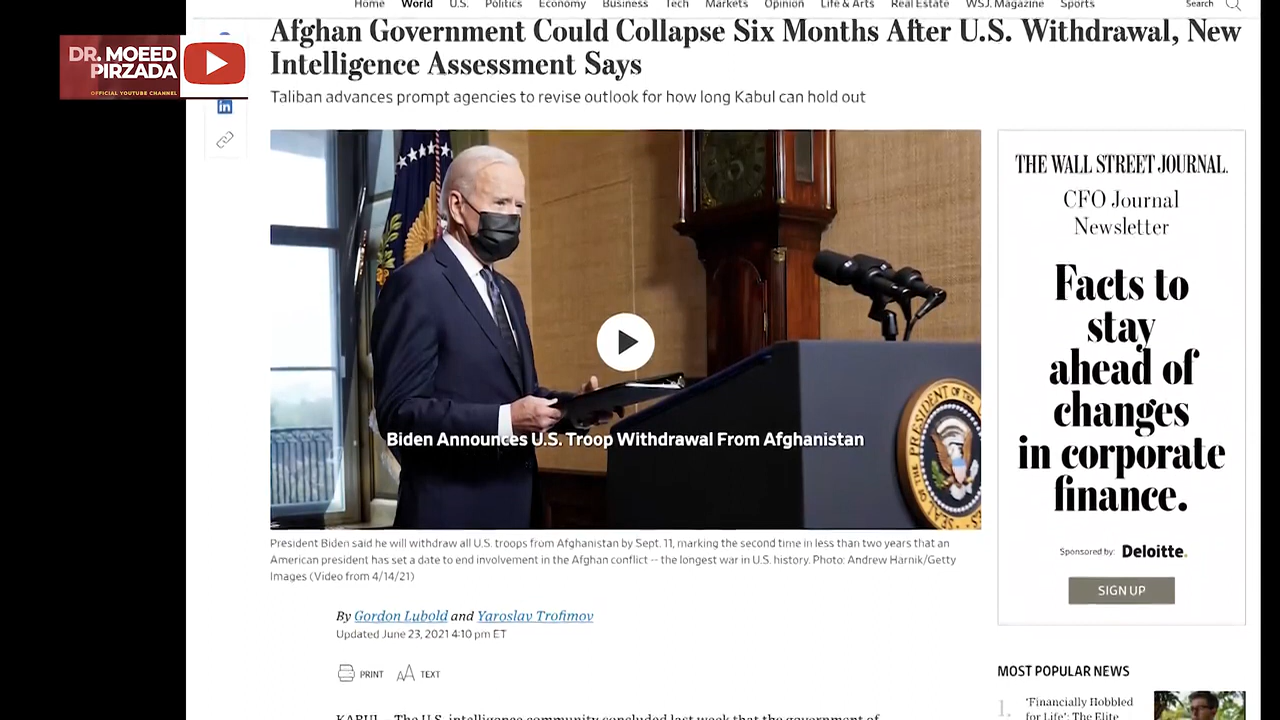 Home World U.S. Politics Economy Business Tech Markets Opinion Life & Arts Real Estate WSJ. Magazine Sports Search
Afghan Government Could Collapse Six Months After U.S. Withdrawal, New
Intelligence Assessment Says
DR. MOEED
PIRZADA
OFFICIAL YOUTUBE CHANNEL
in
Taliban advances prompt agencies to revise outlook for how long Kabul can hold out
Biden Announces U.S. Troop Withdrawal From Afghanistan
SEAL OF THE PRESIDENT OF THE
President Biden said he will withdraw all U.S. troops from Afghanistan by Sept. 11, marking the second time in less than two years that an
American president has set a date to end involvement in the Afghan conflict -- the longest war in U.S. history. Photo: Andrew Harnik/Getty
Images (Video from 4/14/21)
By Gordon Lubold and Yaroslav Trofimov
Updated June 23, 2021 4:10 pm ET
PRINT AA TEXT
KABUL—The U.S. intelligence community concluded last week that the government of
THE WALL STREET JOURNAL.
CFO Journal
Newsletter
Facts to
stay
ahead of
changes
in corporate
finance.
Sponsored by: Deloitte.
SIGN UP
MOST POPULAR NEWS
1. 'Financially Hobbled
for Life': The Elite